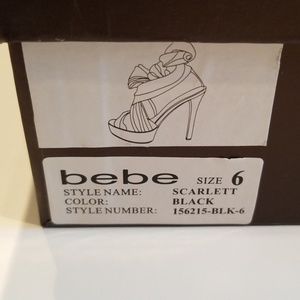 bebe SIZE 6
STYLE NAME: SCARLETT
COLOR: BLACK
STYLE NUMBER: 156215-BLK-6